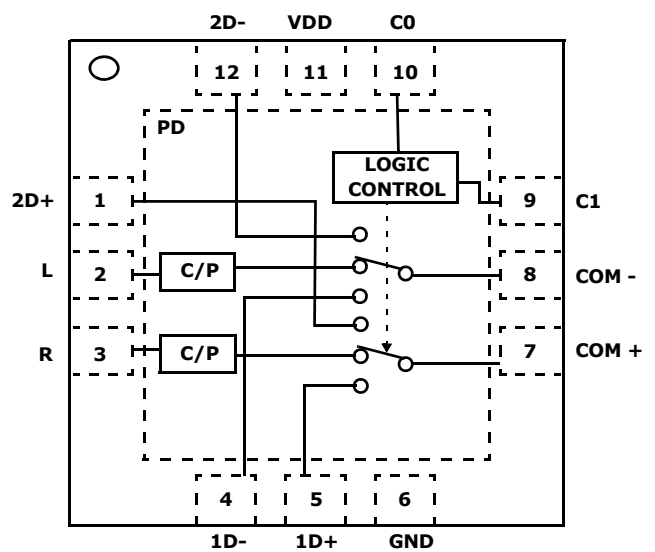 2D- VDD C0
12 11 10
PD
LOGIC
CONTROL
2D+ 1 9 C1
L 2 C/P 8 COM -
R 3 C/P 7 COM +
4 5 6
1D- 1D+ GND